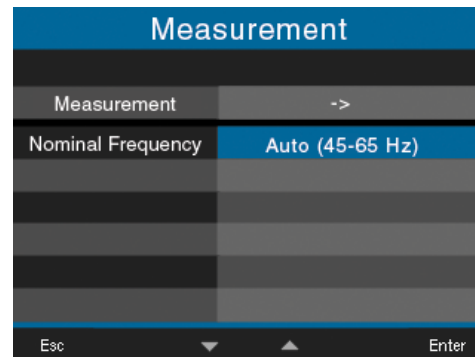 Measurement
Measurement ->
Nominal Frequency Auto (45-65 Hz)
Esc Enter